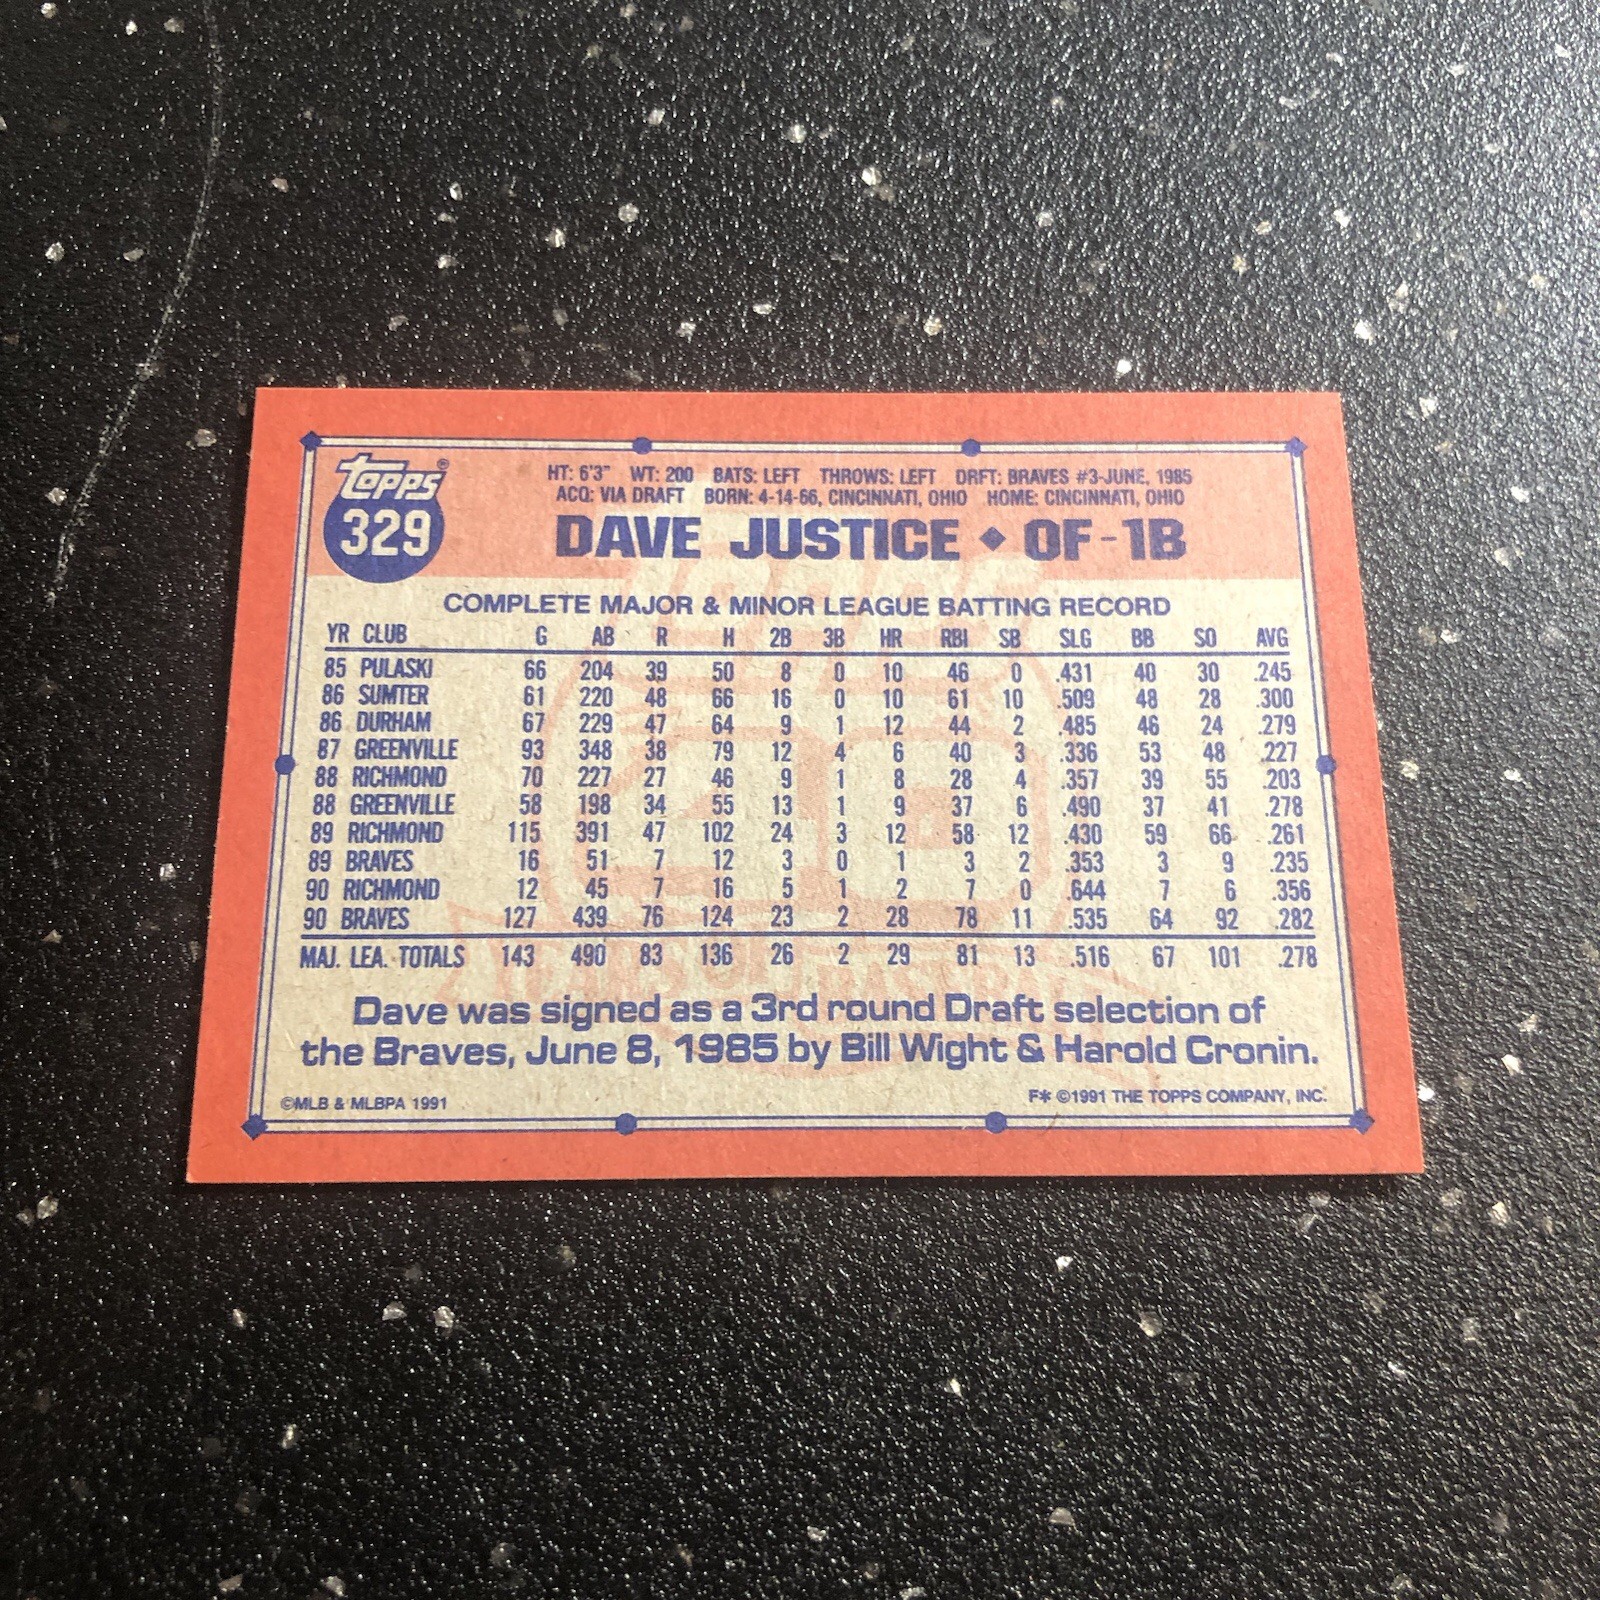 topps®
329
HT: 6'3" WT: 200 BATS: LEFT THROWS: LEFT DRFT: BRAVES #3-JUNE, 1985
ACQ: VIA DRAFT BORN: 4-14-66, CINCINNATI, OHIO HOME: CINCINNATI, OHIO
DAVE JUSTICE ◆ OF-1B
COMPLETE MAJOR & MINOR LEAGUE BATTING RECORD
YR CLUB G AB R H 2B 3B HR RBI SB SLG BB SO AVG
85 PULASKI 66 204 39 50 8 0 10 46 0 .431 40 30 .245
86 SUMTER 61 220 48 66 16 0 10 61 10 .509 48 28 .300
86 DURHAM 67 229 47 64 9 1 12 44 2 .485 46 24 .279
87 GREENVILLE 93 348 38 79 12 4 6 40 3 .336 53 48 .227
88 RICHMOND 70 227 27 46 9 1 8 28 4 .357 39 55 .203
88 GREENVILLE 58 198 34 55 13 1 9 37 6 .490 37 41 .278
89 RICHMOND 115 391 47 102 24 3 12 58 12 .430 59 66 .261
89 BRAVES 16 51 7 12 3 0 1 3 2 .353 3 9 .235
90 RICHMOND 12 45 7 16 5 1 2 7 0 .644 7 6 .356
90 BRAVES 127 439 76 124 23 2 28 78 11 .535 64 92 .282
MAJ. LEA. TOTALS 143 490 83 136 26 2 29 81 13 .516 67 101 .278
Dave was signed as a 3rd round Draft selection of
the Braves, June 8, 1985 by Bill Wight & Harold Cronin.
©MLB & MLBPA 1991
F* ©1991 THE TOPPS COMPANY, INC.